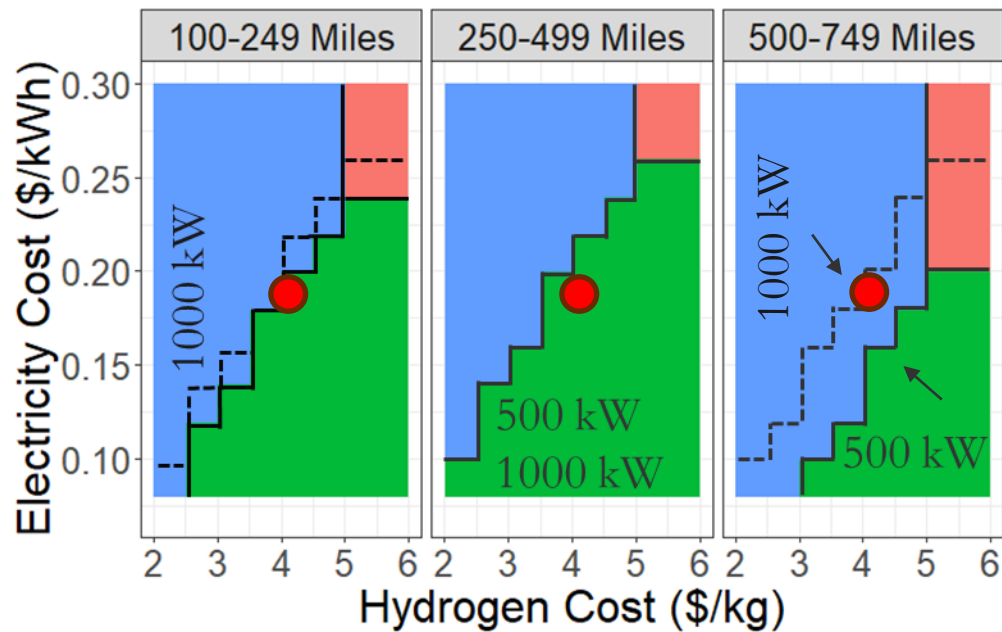 100-249 Miles
250-499 Miles
500-749 Miles
Electricity Cost ($/kWh)
0.30
0.25
0.20
0.15
0.10
1000 kW
500 kW
1000 kW
1000 kW
500 kW
2 3 4 5 6
2 3 4 5 6
2 3 4 5 6
Hydrogen Cost ($/kg)